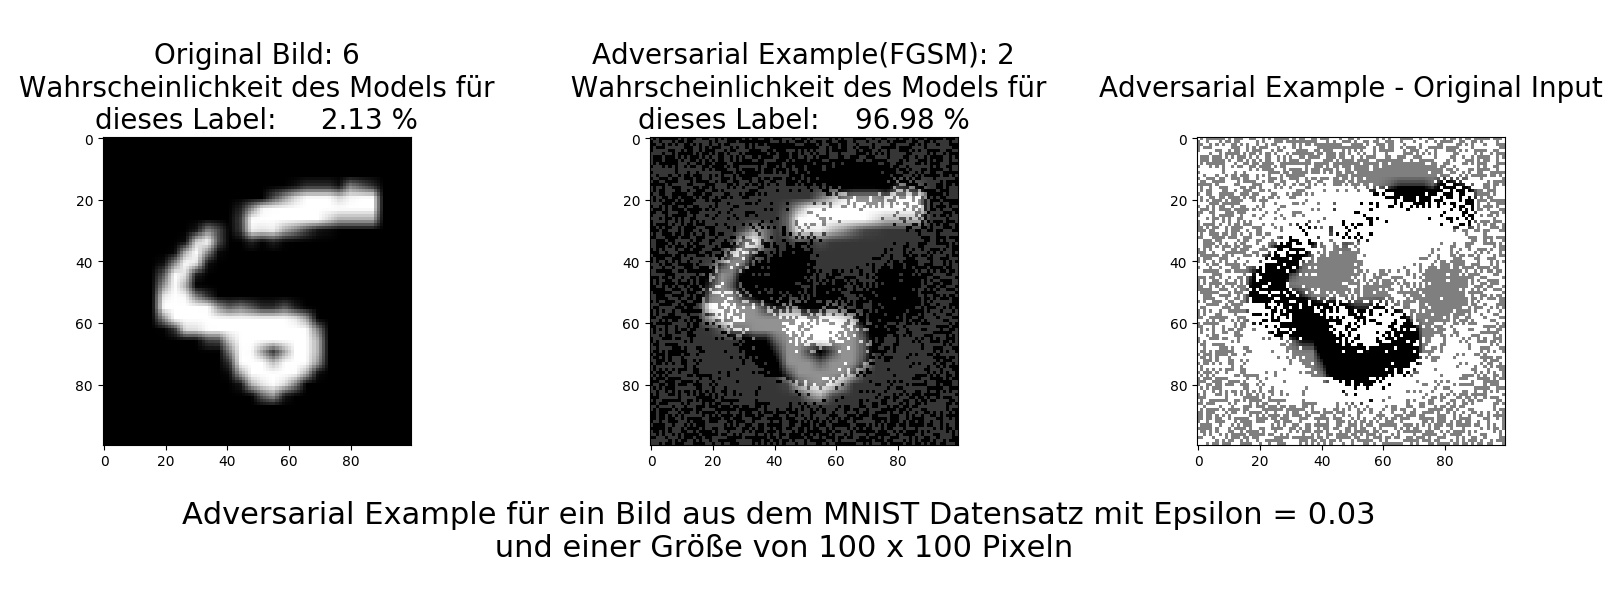 Original Bild: 6
Wahrscheinlichkeit des Models für
dieses Label: 2.13 %
Adversarial Example(FGSM): 2
Wahrscheinlichkeit des Models für
dieses Label: 96.98 %
Adversarial Example - Original Input
0
20
40
60
80
0 20 40 60 80
0
20
40
60
80
0 20 40 60 80
0
20
40
60
80
0 20 40 60 80
Adversarial Example für ein Bild aus dem MNIST Datensatz mit Epsilon = 0.03
und einer Größe von 100 x 100 Pixeln